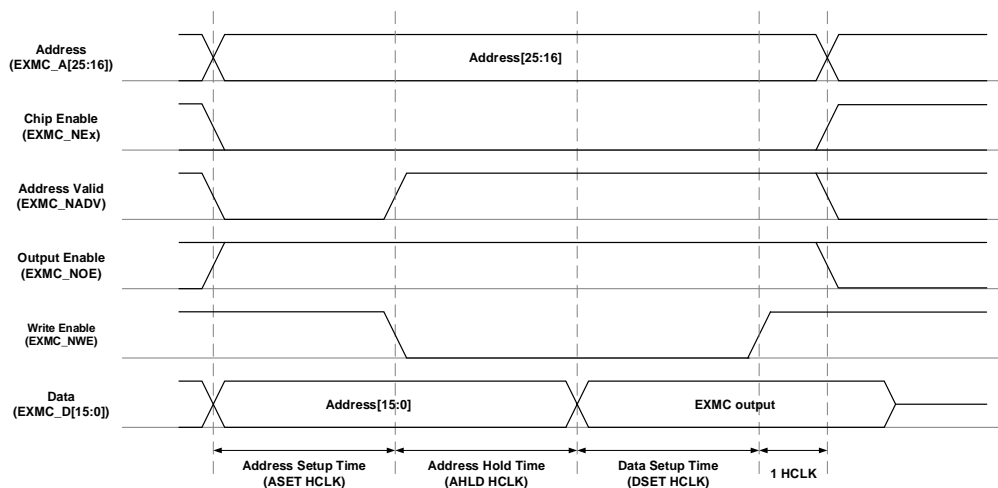 Address
(EXMC_A[25:16])
Address[25:16]
Chip Enable
(EXMC_NEx)
Address Valid
(EXMC_NADV)
Output Enable
(EXMC_NOE)
Write Enable
(EXMC_NWE)
Data
(EXMC_D[15:0])
Address[15:0]
EXMC output
Address Setup Time
(ASET HCLK)
Address Hold Time
(AHLD HCLK)
Data Setup Time
(DSET HCLK)
1 HCLK